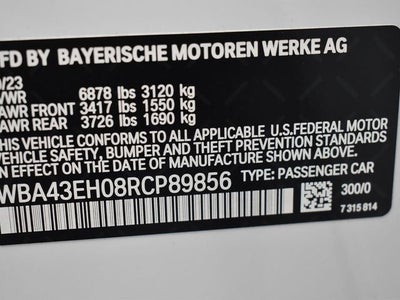 FD BY BAYERISCHE MOTOREN WERKE AG
/23
VWR 6878 lbs 3120 kg
AWR FRONT 3417 lbs 1550 kg
AWR REAR 3726 lbs 1690 kg
THIS VEHICLE CONFORMS TO ALL APPLICABLE U.S.FEDERAL MOTOR
VEHICLE SAFETY, BUMPER AND THEFT PREVENTION STANDARDS
IN EFFECT ON THE DATE OF MANUFACTURE SHOWN ABOVE.
WBA43EH08RCP89856 TYPE: PASSENGER CAR
300/0
7 315 814